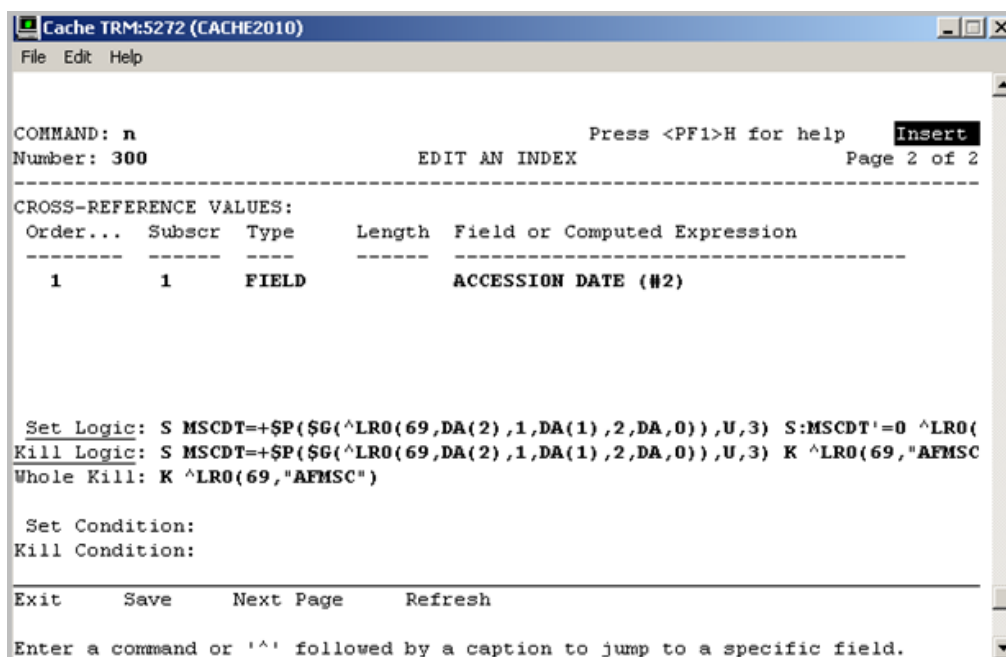 Cache TRM:5272 (CACHE2010)
File Edit Help
COMMAND: n Press <PF1>H for help Insert
Number: 300 EDIT AN INDEX Page 2 of 2
-------------------------------------------------------------------------------
CROSS-REFERENCE VALUES:
Order... Subscr Type Length Field or Computed Expression
-------- ------ ---- ------ -------------------------------------
1 1 FIELD ACCESSION DATE (#2)
Set Logic: S MSCDT=+$P($G(^LRO(69,DA(2),1,DA(1),2,DA,0)),U,3) S:MSCDT'=0 ^LRO(
Kill Logic: S MSCDT=+$P($G(^LRO(69,DA(2),1,DA(1),2,DA,0)),U,3) K ^LRO(69,"AFMSC
Whole Kill: K ^LRO(69,"AFMSC")
Set Condition:
Kill Condition:
Exit Save Next Page Refresh
Enter a command or '^' followed by a caption to jump to a specific field.